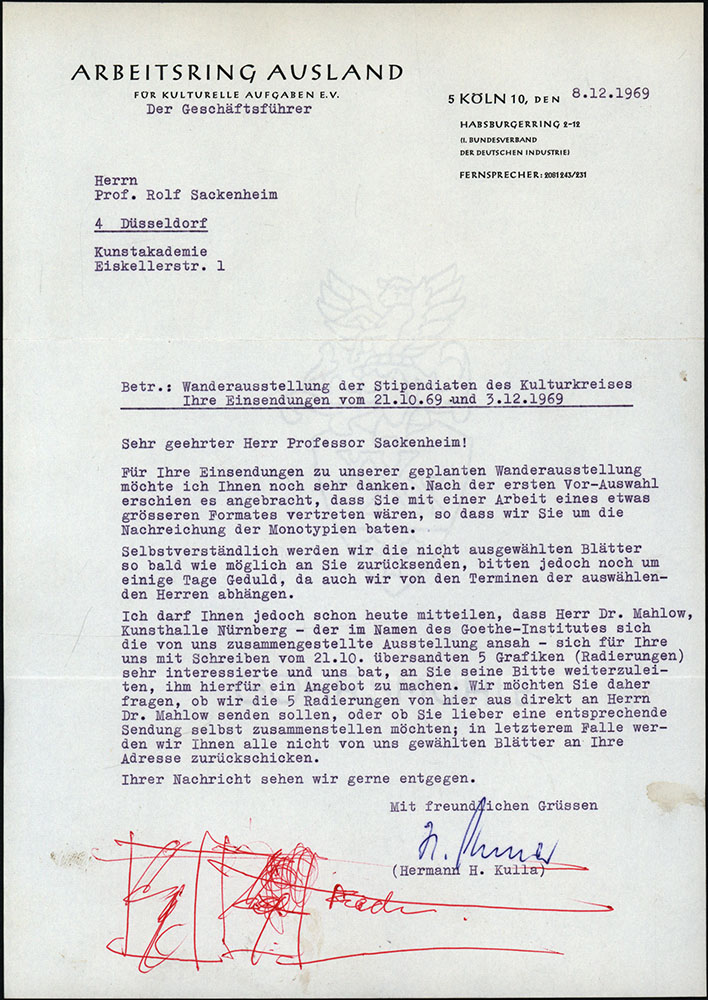 ARBEITSRING AUSLAND
FÜR KULTURELLE AUFGABEN E.V.
Der Geschäftsführer
5 KÖLN 10, DEN 8.12.1969
HABSBURGERRING 2-12
(I. BUNDESVERBAND
DER DEUTSCHEN INDUSTRIE)
FERNSPRECHER: 2081243/231
Herrn
Prof. Rolf Sackenheim
4 Düsseldorf
Kunstakademie
Eiskellerstr. 1
Betr.: Wanderausstellung der Stipendiaten des Kulturkreises
Ihre Einsendungen vom 21.10.69 und 3.12.1969
Sehr geehrter Herr Professor Sackenheim!
Für Ihre Einsendungen zu unserer geplanten Wanderausstellung
möchte ich Ihnen noch sehr danken. Nach der ersten Vor-Auswahl
erschien es angebracht, dass Sie mit einer Arbeit eines etwas
grösseren Formates vertreten wären, so dass wir Sie um die
Nachreichung der Monotypien baten.
Selbstverständlich werden wir die nicht ausgewählten Blätter
so bald wie möglich an Sie zurücksenden, bitten jedoch noch um
einige Tage Geduld, da auch wir von den Terminen der auswählen-
den Herren abhängen.
Ich darf Ihnen jedoch schon heute mitteilen, dass Herr Dr. Mahlow,
Kunsthalle Nürnberg - der im Namen des Goethe-Institutes sich
die von uns zusammengestellte Ausstellung ansah - sich für Ihre
uns mit Schreiben vom 21.10. übersandten 5 Grafiken (Radierungen)
sehr interessierte und uns bat, an Sie seine Bitte weiterzulei-
ten, ihm hierfür ein Angebot zu machen. Wir möchten Sie daher
fragen, ob wir die 5 Radierungen von hier aus direkt an Herrn
Dr. Mahlow senden sollen, oder ob Sie lieber eine entsprechende
Sendung selbst zusammenstellen möchten; in letzterem Falle wer-
den wir Ihnen alle nicht von uns gewählten Blätter an Ihre
Adresse zurückschicken.
Ihrer Nachricht sehen wir gerne entgegen.
Mit freundlichen Grüssen
(Hermann H. Kulla)